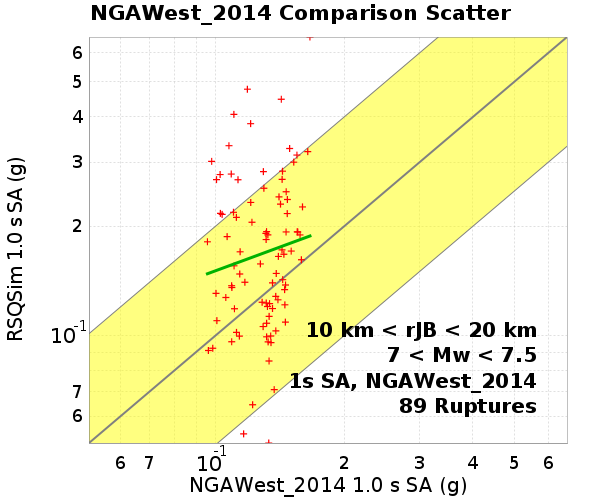 NGAWest_2014 Comparison Scatter
RSQSim 1.0 s SA (g)
6
5
4
3
2
10-1
7
6
10 km < rJB < 20 km
7 < Mw < 7.5
1s SA, NGAWest_2014
89 Ruptures
6 7 10-1 2 3 4 5 6
NGAWest_2014 1.0 s SA (g)